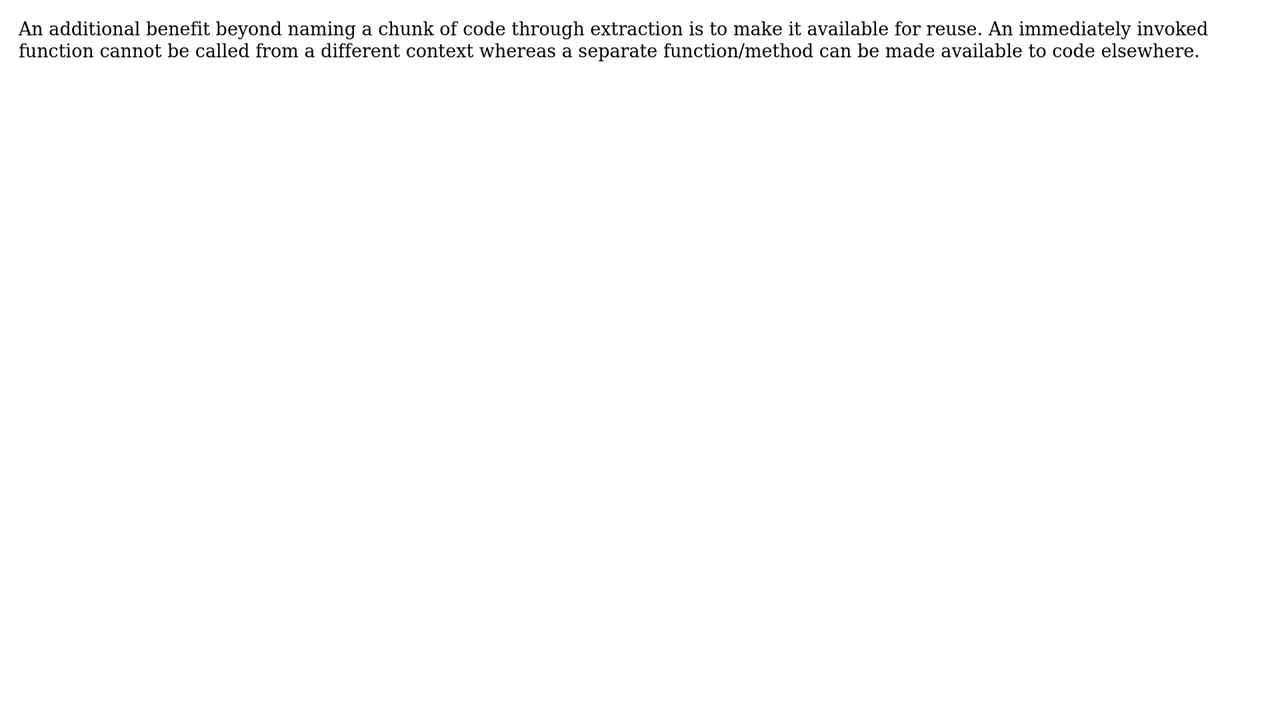 An additional benefit beyond naming a chunk of code through extraction is to make it available for reuse. An immediately invoked
function cannot be called from a different context whereas a separate function/method can be made available to code elsewhere.